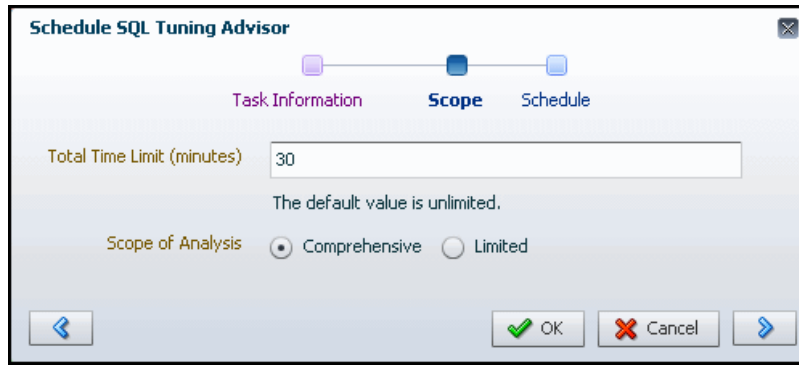 Schedule SQL Tuning Advisor
Task Information Scope Schedule
Total Time Limit (minutes) 30
The default value is unlimited.
Scope of Analysis Comprehensive Limited
OK Cancel